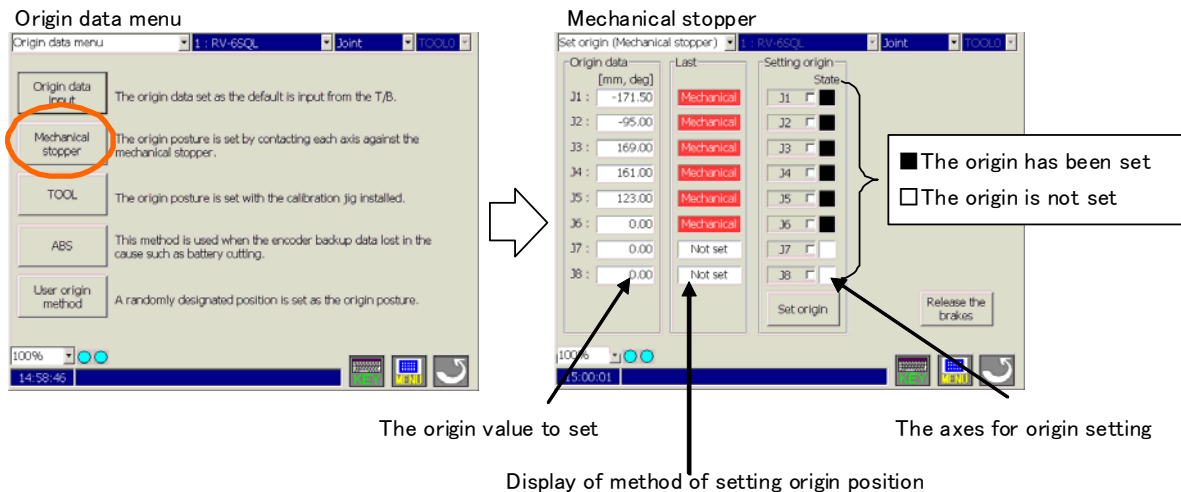 Origin data menu
Origin data menu 1 : RV-6SQL Joint TOOL0
Origin data input
The origin data set as the default is input from the T/B.
Mechanical stopper
The origin posture is set by contacting each axis against the
mechanical stopper.
TOOL
The origin posture is set with the calibration jig installed.
ABS
This method is used when the encoder backup data lost in the
cause such as battery cutting.
User origin method
A randomly designated position is set as the origin posture.
100%
14:58:46
KEY MENU
Mechanical stopper
Set origin (Mechanical stopper) 1 : RV-6SQL Joint TOOL0
Origin data Last Setting origin
[mm, deg] State
J1 : -171.50 Mechanical J1
J2 : -95.00 Mechanical J2
J3 : 169.00 Mechanical J3
J4 : 161.00 Mechanical J4
J5 : 123.00 Mechanical J5
J6 : 0.00 Mechanical J6
J7 : 0.00 Not set J7
J8 : 0.00 Not set J8
Set origin
Release the
brakes
100%
15:00:01
KEY MENU
■The origin has been set
□The origin is not set
The origin value to set
The axes for origin setting
Display of method of setting origin position